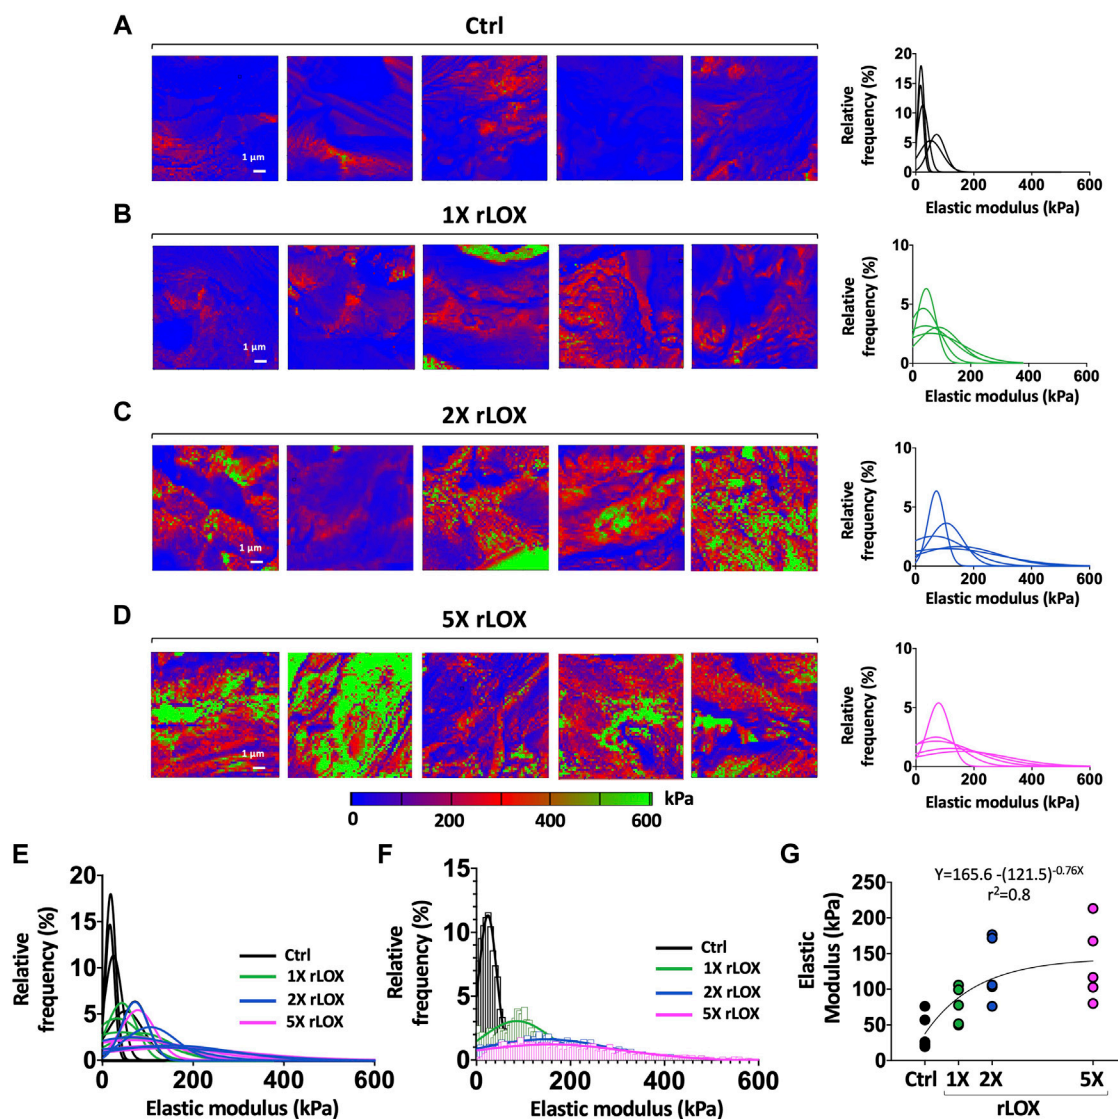 A
Ctrl
1 µm
Relative
frequency (%)
20
15
10
5
0
0 200 400 600
Elastic modulus (kPa)
B
1X rLOX
1 µm
Relative
frequency (%)
10
5
0
0 200 400 600
Elastic modulus (kPa)
C
2X rLOX
1 µm
Relative
frequency (%)
10
5
0
0 200 400 600
Elastic modulus (kPa)
D
5X rLOX
1 µm
Relative
frequency (%)
10
5
0
0 200 400 600
Elastic modulus (kPa)
kPa
0 200 400 600
E
Relative
frequency (%)
20
15
10
5
0
Ctrl
1X rLOX
2X rLOX
5X rLOX
0 200 400 600
Elastic modulus (kPa)
F
Relative
frequency (%)
15
10
5
0
Ctrl
1X rLOX
2X rLOX
5X rLOX
0 200 400 600
Elastic modulus (kPa)
G
Y=165.6 -(121.5)^-0.76X
r²=0.8
Elastic
Modulus (kPa)
250
200
150
100
50
0
Ctrl 1X 2X 5X
rLOX